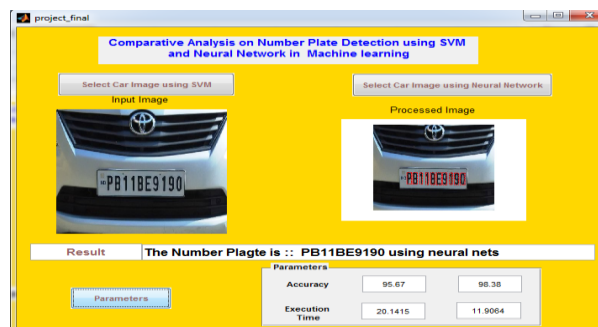 project_final
Comparative Analysis on Number Plate Detection using SVM
and Neural Network in Machine learning
Select Car Image using SVM
Select Car Image using Neural Network
Input Image
Processed Image
PB11BE9190
PB11BE9190
Result
The Number Plagte is :: PB11BE9190 using neural nets
Parameters
Parameters
Accuracy
95.67
98.38
Execution
Time
20.1415
11.9064